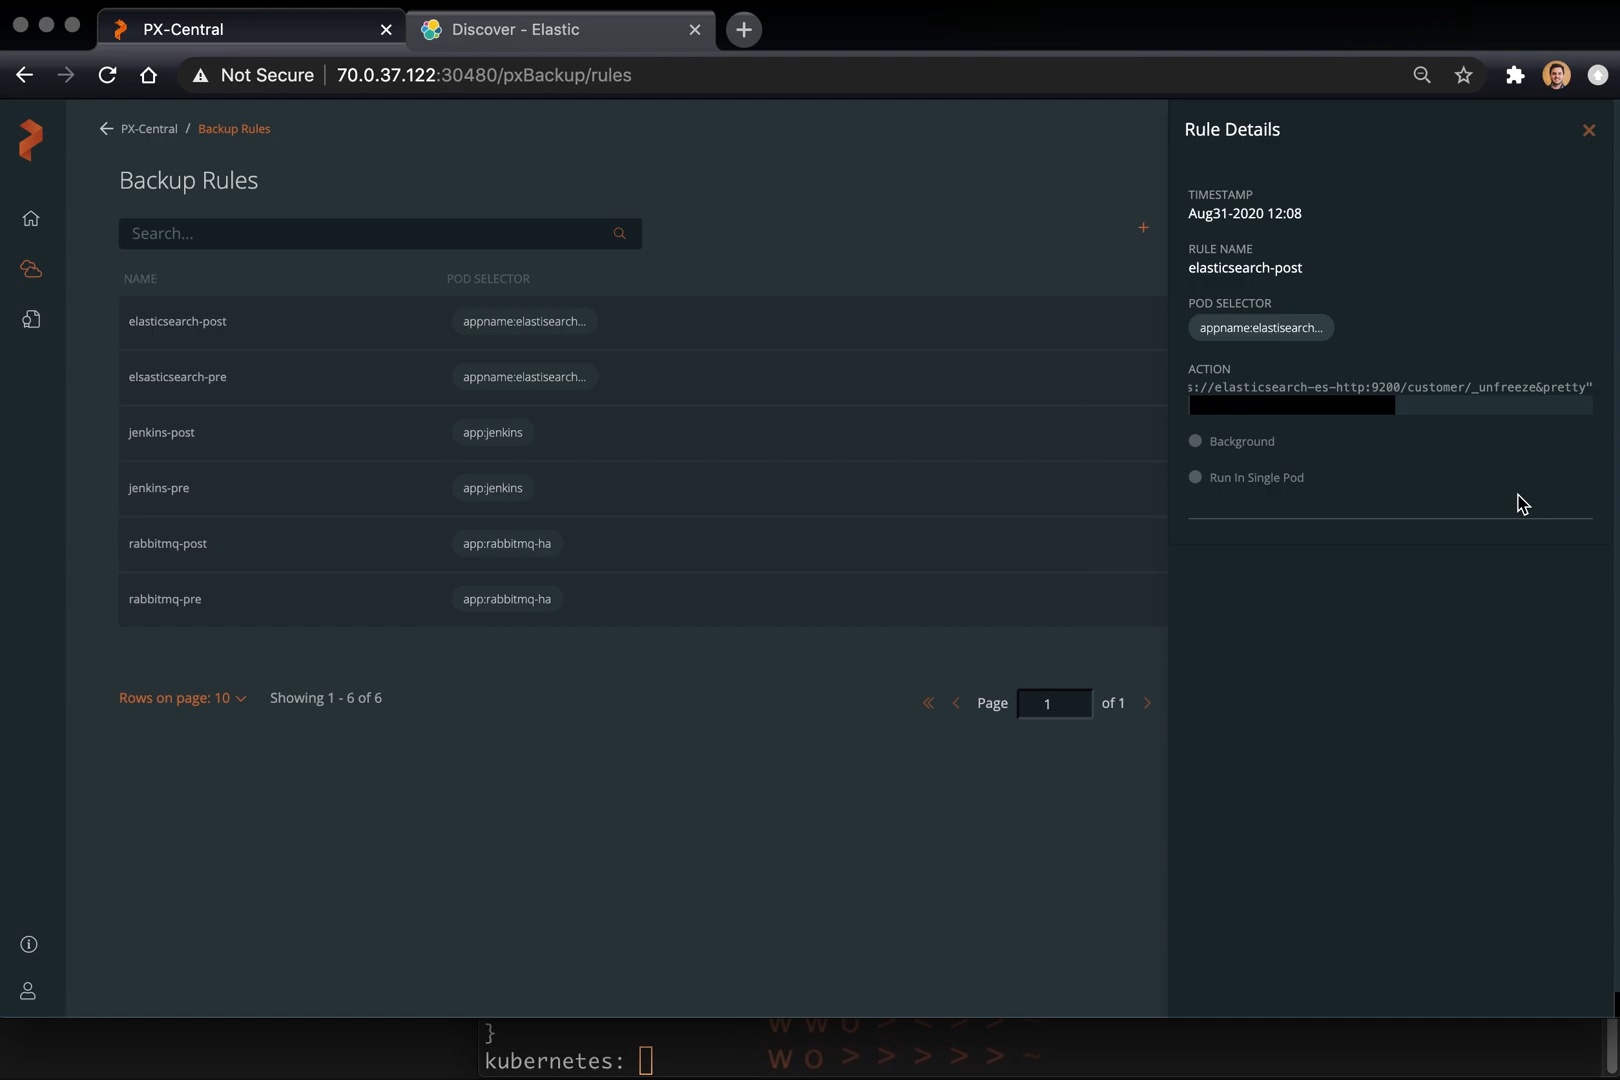 PX-Central
Discover - Elastic
Not Secure
70.0.37.122:30480/pxBackup/rules
PX-Central / Backup Rules
Backup Rules
Search...
NAME
POD SELECTOR
elasticsearch-post
appname:elastisearch...
elsasticsearch-pre
appname:elastisearch...
jenkins-post
app:jenkins
jenkins-pre
app:jenkins
rabbitmq-post
app:rabbitmq-ha
rabbitmq-pre
app:rabbitmq-ha
Rows on page: 10
Showing 1 - 6 of 6
Page
1
of 1
Rule Details
TIMESTAMP
Aug31-2020 12:08
RULE NAME
elasticsearch-post
POD SELECTOR
appname:elastisearch...
ACTION
s://elasticsearch-es-http:9200/customer/_unfreeze&pretty"
Background
Run In Single Pod
}
kubernetes:
W O > > > > > ~